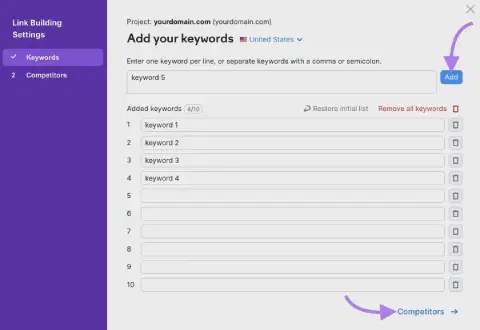 Link Building
Settings
Keywords
2 Competitors
Project: yourdomain.com (yourdomain.com)
Add your keywords United States
Enter one keyword per line, or separate keywords with a comma or semicolon.
keyword 5
Add
Added keywords 4/10 Restore initial list Remove all keywords
1 keyword 1
2 keyword 2
3 keyword 3
4 keyword 4
5
6
7
8
9
10
Competitors